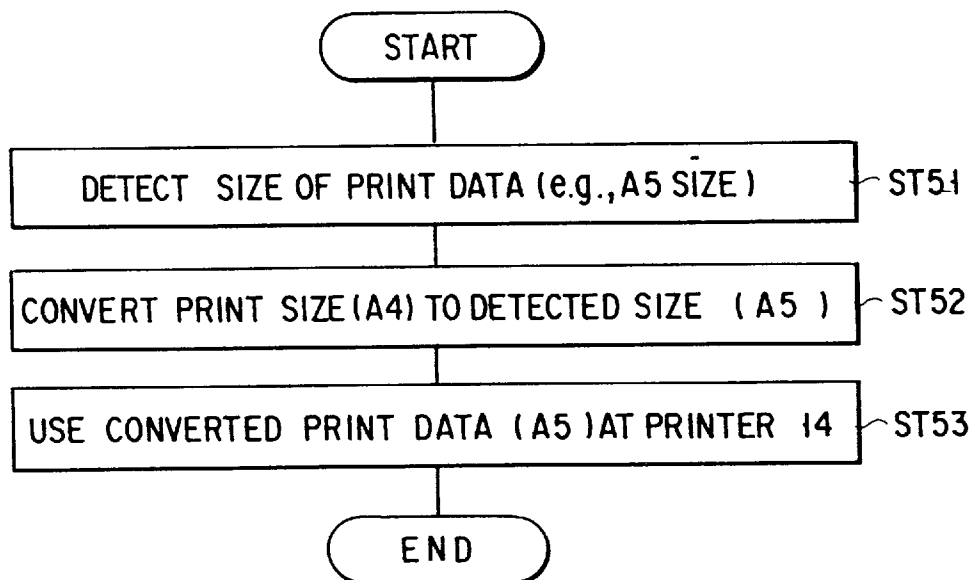 START
DETECT SIZE OF PRINT DATA (e.g., A5 SIZE)
ST51
CONVERT PRINT SIZE (A4) TO DETECTED SIZE (A5)
ST52
USE CONVERTED PRINT DATA (A5) AT PRINTER 14
ST53
END